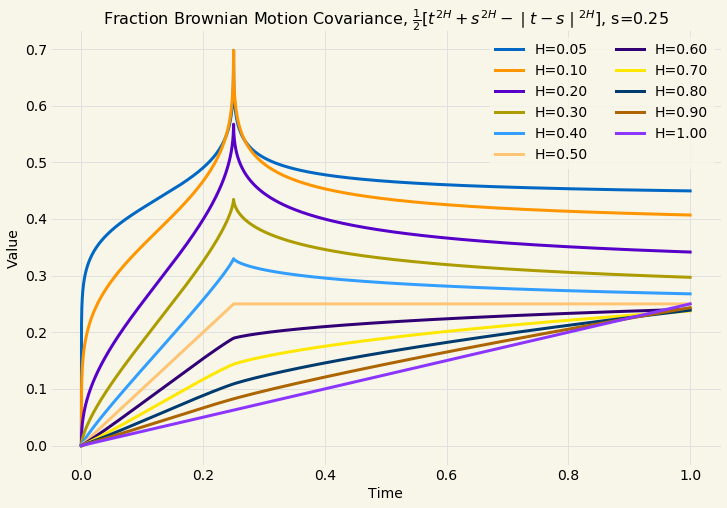 Fraction Brownian Motion Covariance, $\frac{1}{2}[t^{2H} + s^{2H} - \mid t - s \mid^{2H}]$, s=0.25
0.7
0.6
0.5
0.4
0.3
0.2
0.1
0.0
Value
H=0.05 H=0.60
H=0.10 H=0.70
H=0.20 H=0.80
H=0.30 H=0.90
H=0.40 H=1.00
H=0.50
0.0 0.2 0.4 0.6 0.8 1.0
Time